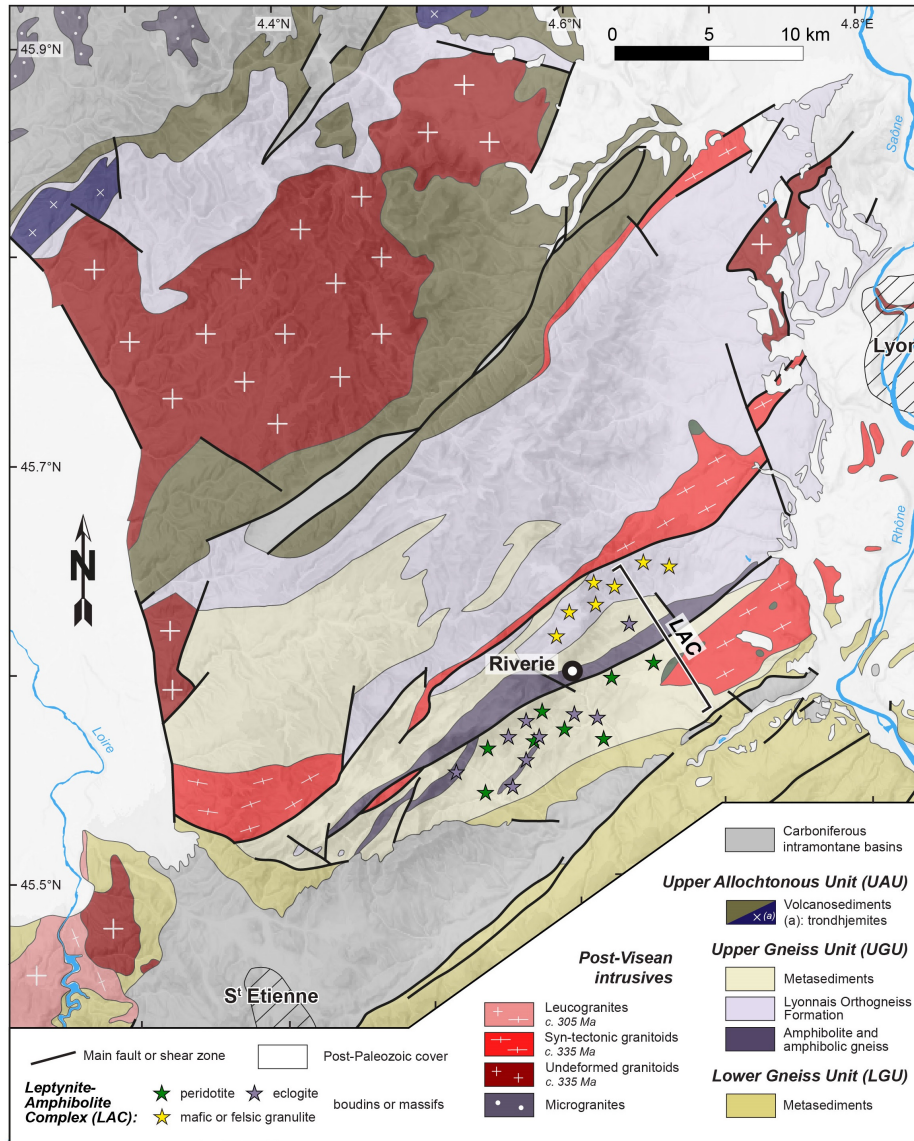 4.4°E
4.6°E
4.8°E
45.9°N
0 5 10 km
Saône
Lyon
45.7°N
N
Rhône
LAC
Riverie
Loire
45.5°N
Sᵗ Etienne
Carboniferous
intramontane basins
Upper Allochtonous Unit (UAU)
Volcanosediments
(a): trondhjemites
(a)
Upper Gneiss Unit (UGU)
Metasediments
Lyonnais Orthogneiss
Formation
Amphibolite and
amphibolic gneiss
Lower Gneiss Unit (LGU)
Metasediments
Post-Visean
intrusives
Leucogranites
c. 305 Ma
Syn-tectonic granitoids
c. 335 Ma
Undeformed granitoids
c. 335 Ma
Microgranites
Main fault or shear zone
Post-Paleozoic cover
Leptynite-
Amphibolite
Complex (LAC):
peridotite
eclogite
mafic or felsic granulite
boudins or massifs